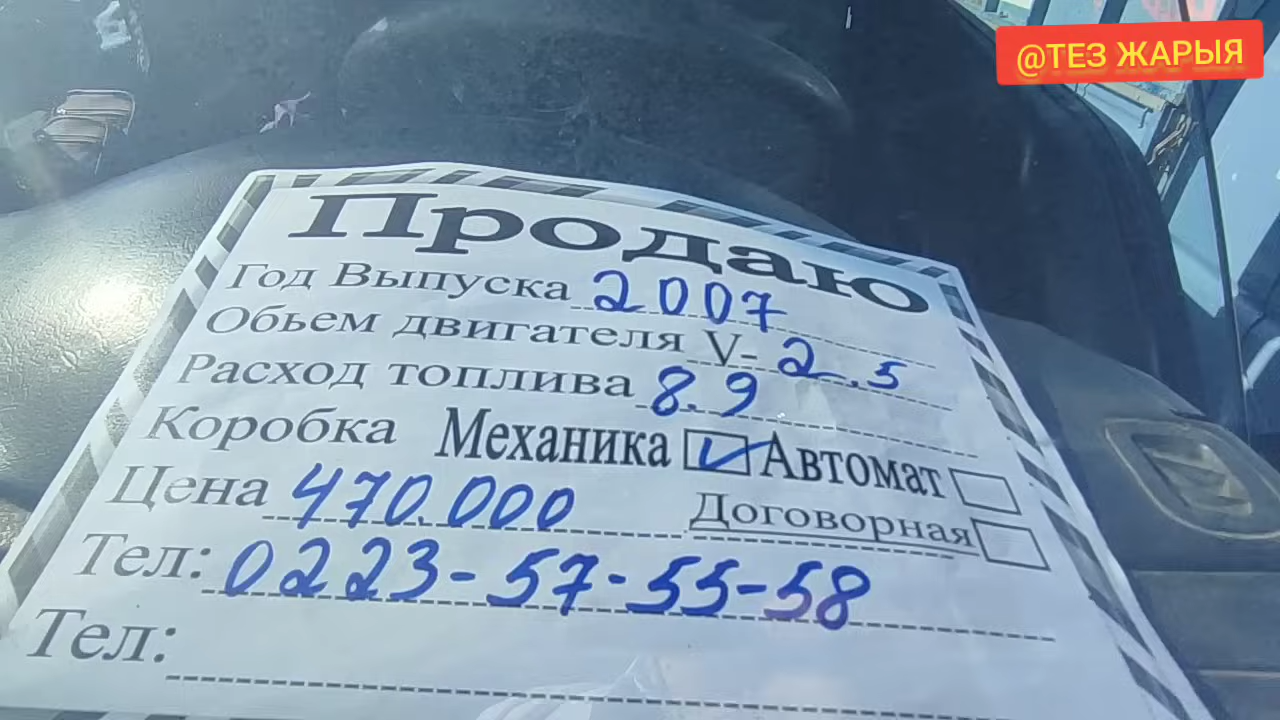 @ТЕЗ ЖАРЫЯ
Продаю
Год Выпуска 2007
Обьем двигателя V- 2,5
Расход топлива 8.9
Коробка Механика Автомат
Цена 470.000 Договорная
Тел: 0223-57-55-58
Тел: